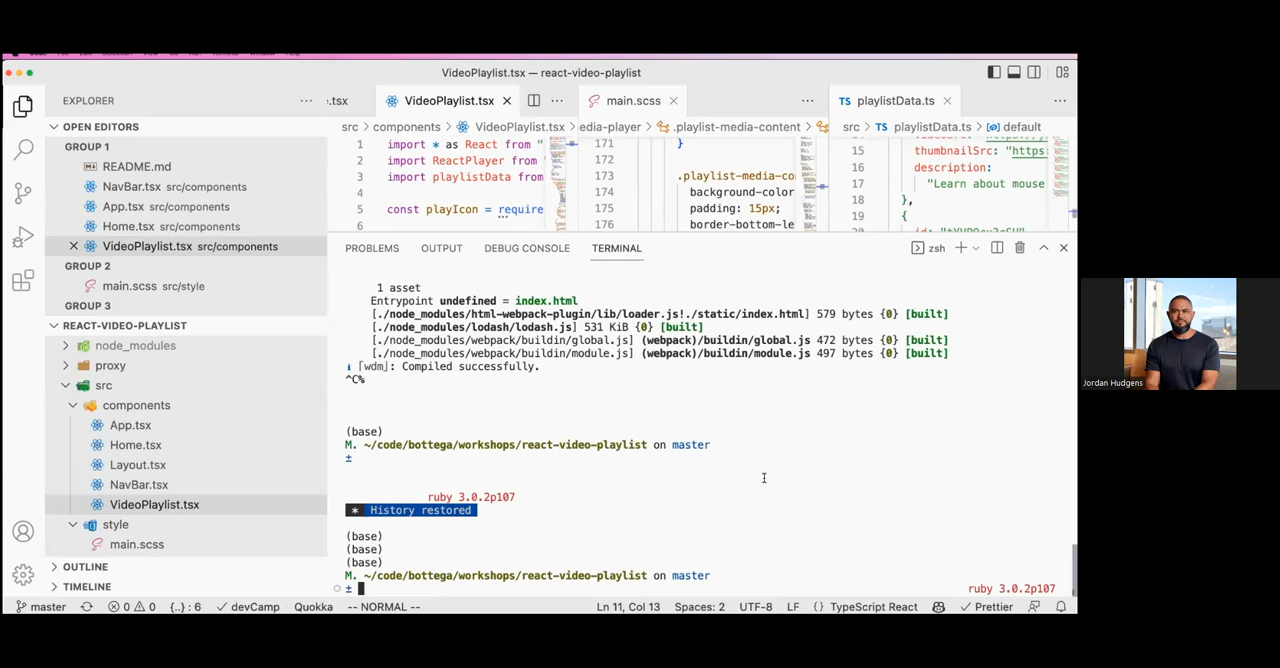 VideoPlaylist.tsx — react-video-playlist
EXPLORER
OPEN EDITORS
GROUP 1
README.md
NavBar.tsx src/components
App.tsx src/components
Home.tsx src/components
VideoPlaylist.tsx src/components
GROUP 2
main.scss src/style
GROUP 3
REACT-VIDEO-PLAYLIST
node_modules
proxy
src
components
App.tsx
Home.tsx
Layout.tsx
NavBar.tsx
VideoPlaylist.tsx
style
main.scss
OUTLINE
TIMELINE
.tsx
VideoPlaylist.tsx
src > components > VideoPlaylist.tsx >
1 import * as React from "
2 import ReactPlayer from
3 import playlistData from
4
5 const playIcon = require
6
main.scss
edia-player > .playlist-media-content >
171 }
172
173 .playlist-media-co
174 background-color
175 padding: 15px;
176 border-bottom-le
TS playlistData.ts
src > TS playlistData.ts > default
15 thumbnailSrc: "https:
16 description:
17 "Learn about mouse
18 },
19 {
PROBLEMS OUTPUT DEBUG CONSOLE TERMINAL
zsh
1 asset
Entrypoint undefined = index.html
[./node_modules/html-webpack-plugin/lib/loader.js!./static/index.html] 579 bytes {0} [built]
[./node_modules/lodash/lodash.js] 531 KiB {0} [built]
[./node_modules/webpack/buildin/global.js] (webpack)/buildin/global.js 472 bytes {0} [built]
[./node_modules/webpack/buildin/module.js] (webpack)/buildin/module.js 497 bytes {0} [built]
ℹ ｢wdm｣: Compiled successfully.
^C%
(base)
M. ~/code/bottega/workshops/react-video-playlist on master
±
ruby 3.0.2p107
* History restored
(base)
(base)
(base)
M. ~/code/bottega/workshops/react-video-playlist on master
±
ruby 3.0.2p107
master 0 0 {..} : 6 devCamp Quokka -- NORMAL -- Ln 11, Col 13 Spaces: 2 UTF-8 LF {} TypeScript React Prettier
Jordan Hudgens